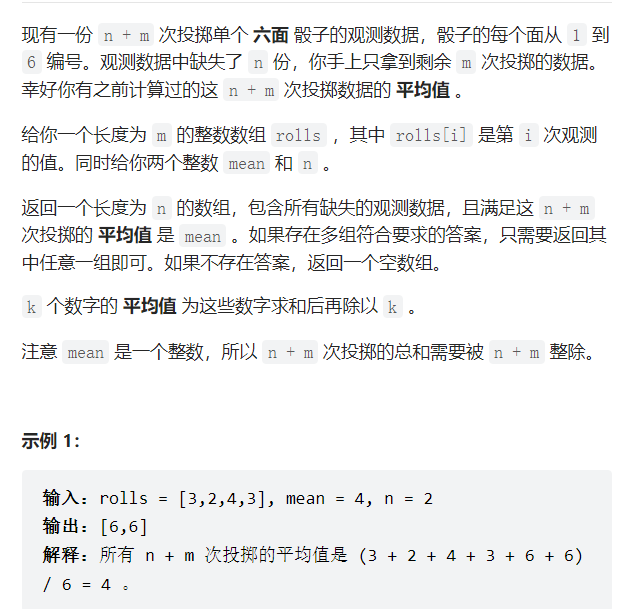 现有一份 n + m 次投掷单个 六面 骰子的观测数据，骰子的每个面从 1 到
6 编号。观测数据中缺失了 n 份，你手上只拿到剩余 m 次投掷的数据。
幸好你有之前计算过的这 n + m 次投掷数据的 平均值 。
给你一个长度为 m 的整数数组 rolls ，其中 rolls[i] 是第 i 次观测
的值。同时给你两个整数 mean 和 n 。
返回一个长度为 n 的数组，包含所有缺失的观测数据，且满足这 n + m
次投掷的 平均值 是 mean 。如果存在多组符合要求的答案，只需要返回其
中任意一组即可。如果不存在答案，返回一个空数组。
k 个数字的 平均值 为这些数字求和后再除以 k 。
注意 mean 是一个整数，所以 n + m 次投掷的总和需要被 n + m 整除。
示例 1：
输入：rolls = [3,2,4,3], mean = 4, n = 2
输出：[6,6]
解释：所有 n + m 次投掷的平均值是 (3 + 2 + 4 + 3 + 6 + 6)
/ 6 = 4 。